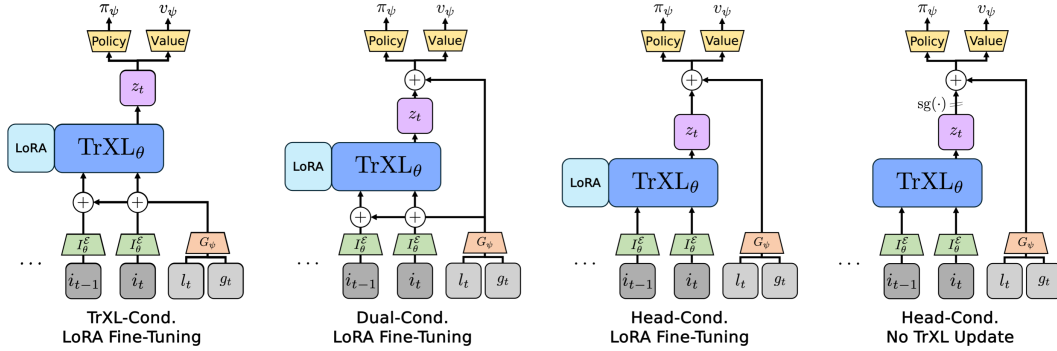 π_ψ v_ψ
Policy Value
z_t
LoRA TrXL_θ
+ +
I_θ^ℰ I_θ^ℰ G_ψ
... i_{t-1} i_t l_t g_t
TrXL-Cond.
LoRA Fine-Tuning
π_ψ v_ψ
Policy Value
+
z_t
LoRA TrXL_θ
+ +
I_θ^ℰ I_θ^ℰ G_ψ
i_{t-1} i_t l_t g_t
Dual-Cond.
LoRA Fine-Tuning
π_ψ v_ψ
Policy Value
+
z_t
LoRA TrXL_θ
I_θ^ℰ I_θ^ℰ G_ψ
... i_{t-1} i_t l_t g_t
Head-Cond.
LoRA Fine-Tuning
π_ψ v_ψ
Policy Value
+
sg(·)
z_t
TrXL_θ
I_θ^ℰ I_θ^ℰ G_ψ
... i_{t-1} i_t l_t g_t
Head-Cond.
No TrXL Update